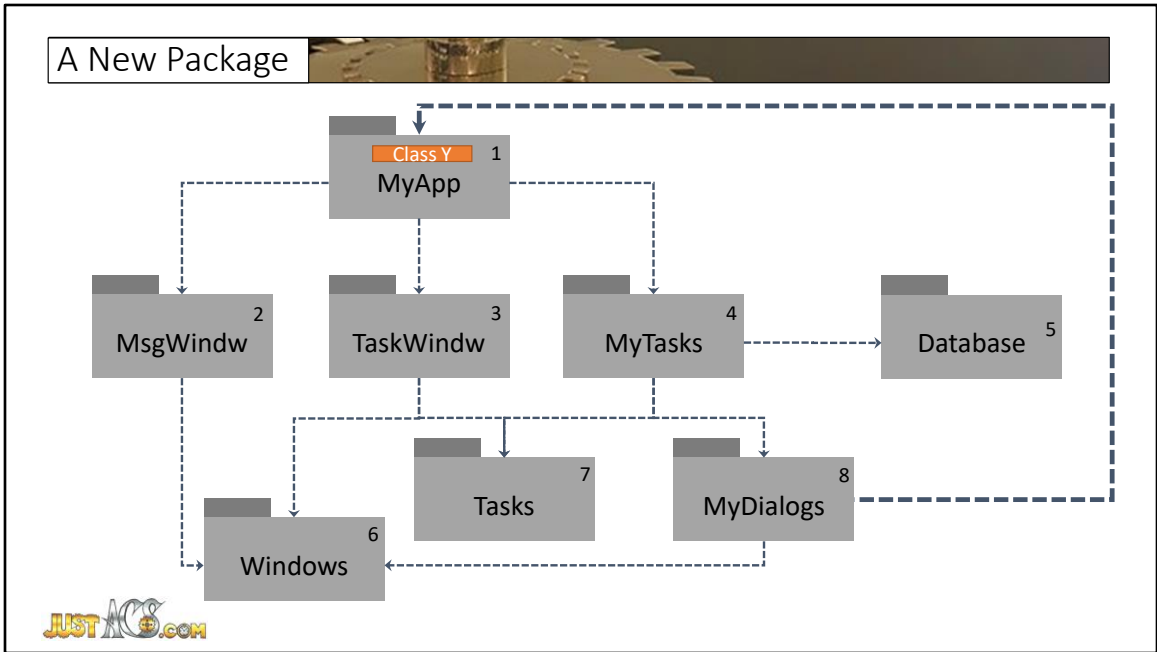 A New Package
Class Y
1
MyApp
2
MsgWindw
3
TaskWindw
4
MyTasks
5
Database
7
Tasks
8
MyDialogs
6
Windows
JUST ACS.COM